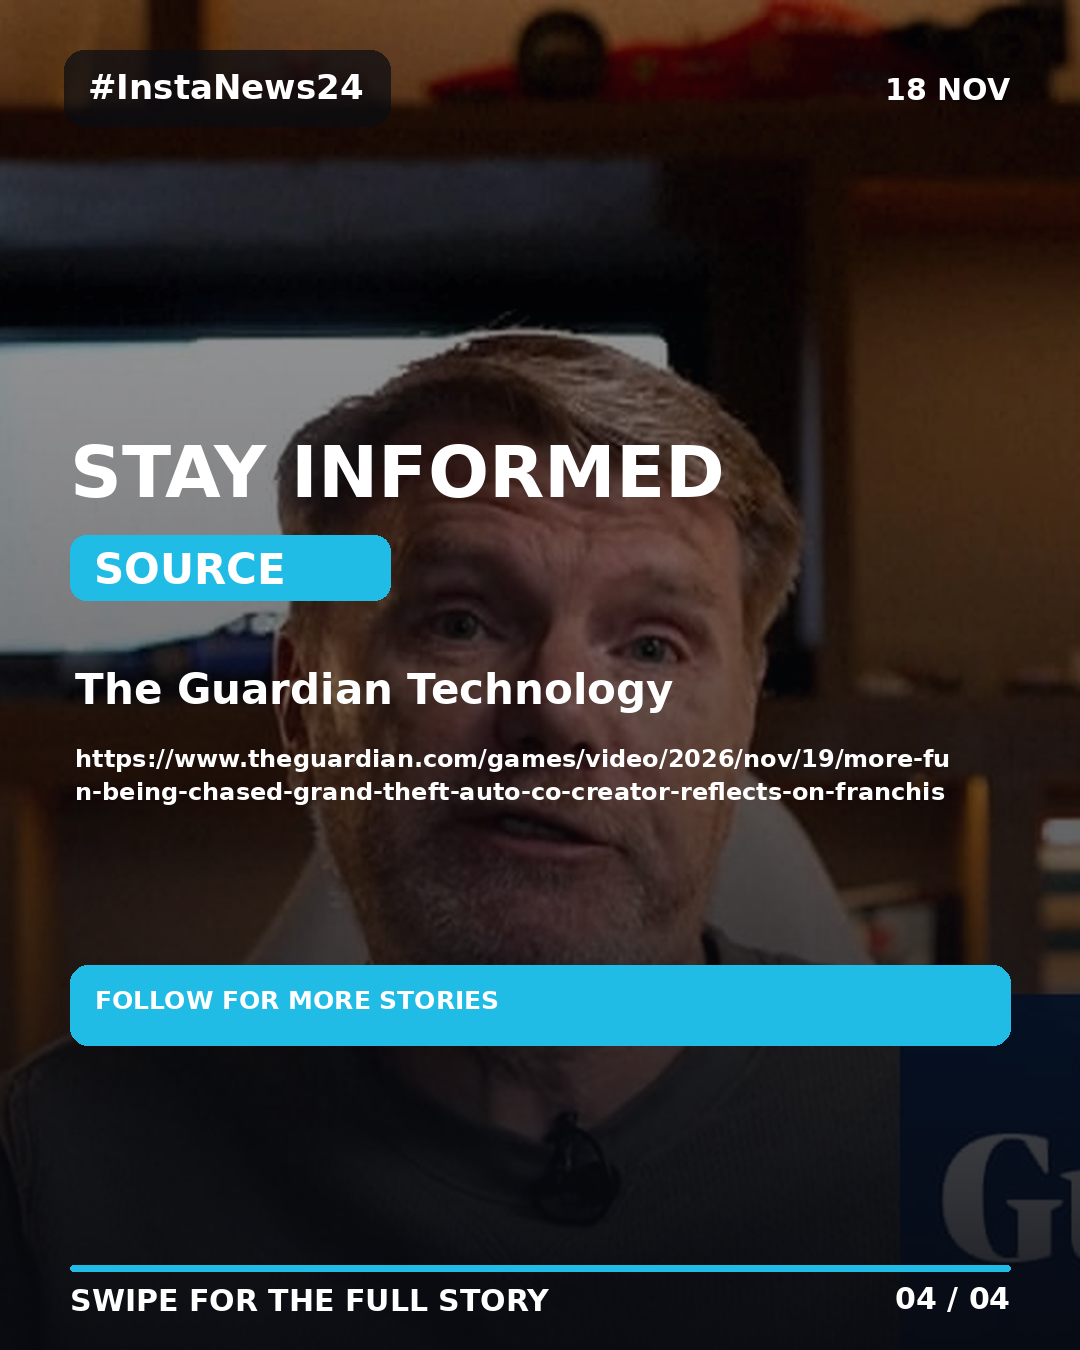 #InstaNews24
18 NOV
STAY INFORMED
SOURCE
The Guardian Technology
https://www.theguardian.com/games/video/2026/nov/19/more-fu
n-being-chased-grand-theft-auto-co-creator-reflects-on-franchis
FOLLOW FOR MORE STORIES
Gu
SWIPE FOR THE FULL STORY
04 / 04